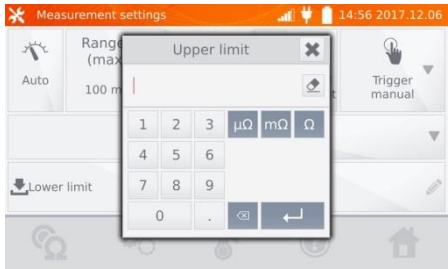 Measurement settings 14:56 2017.12.06
Range
(max
Upper limit
Auto
100 m
Trigger
manual
1 2 3 µΩ mΩ Ω
4 5 6
7 8 9
0 .
Lower limit